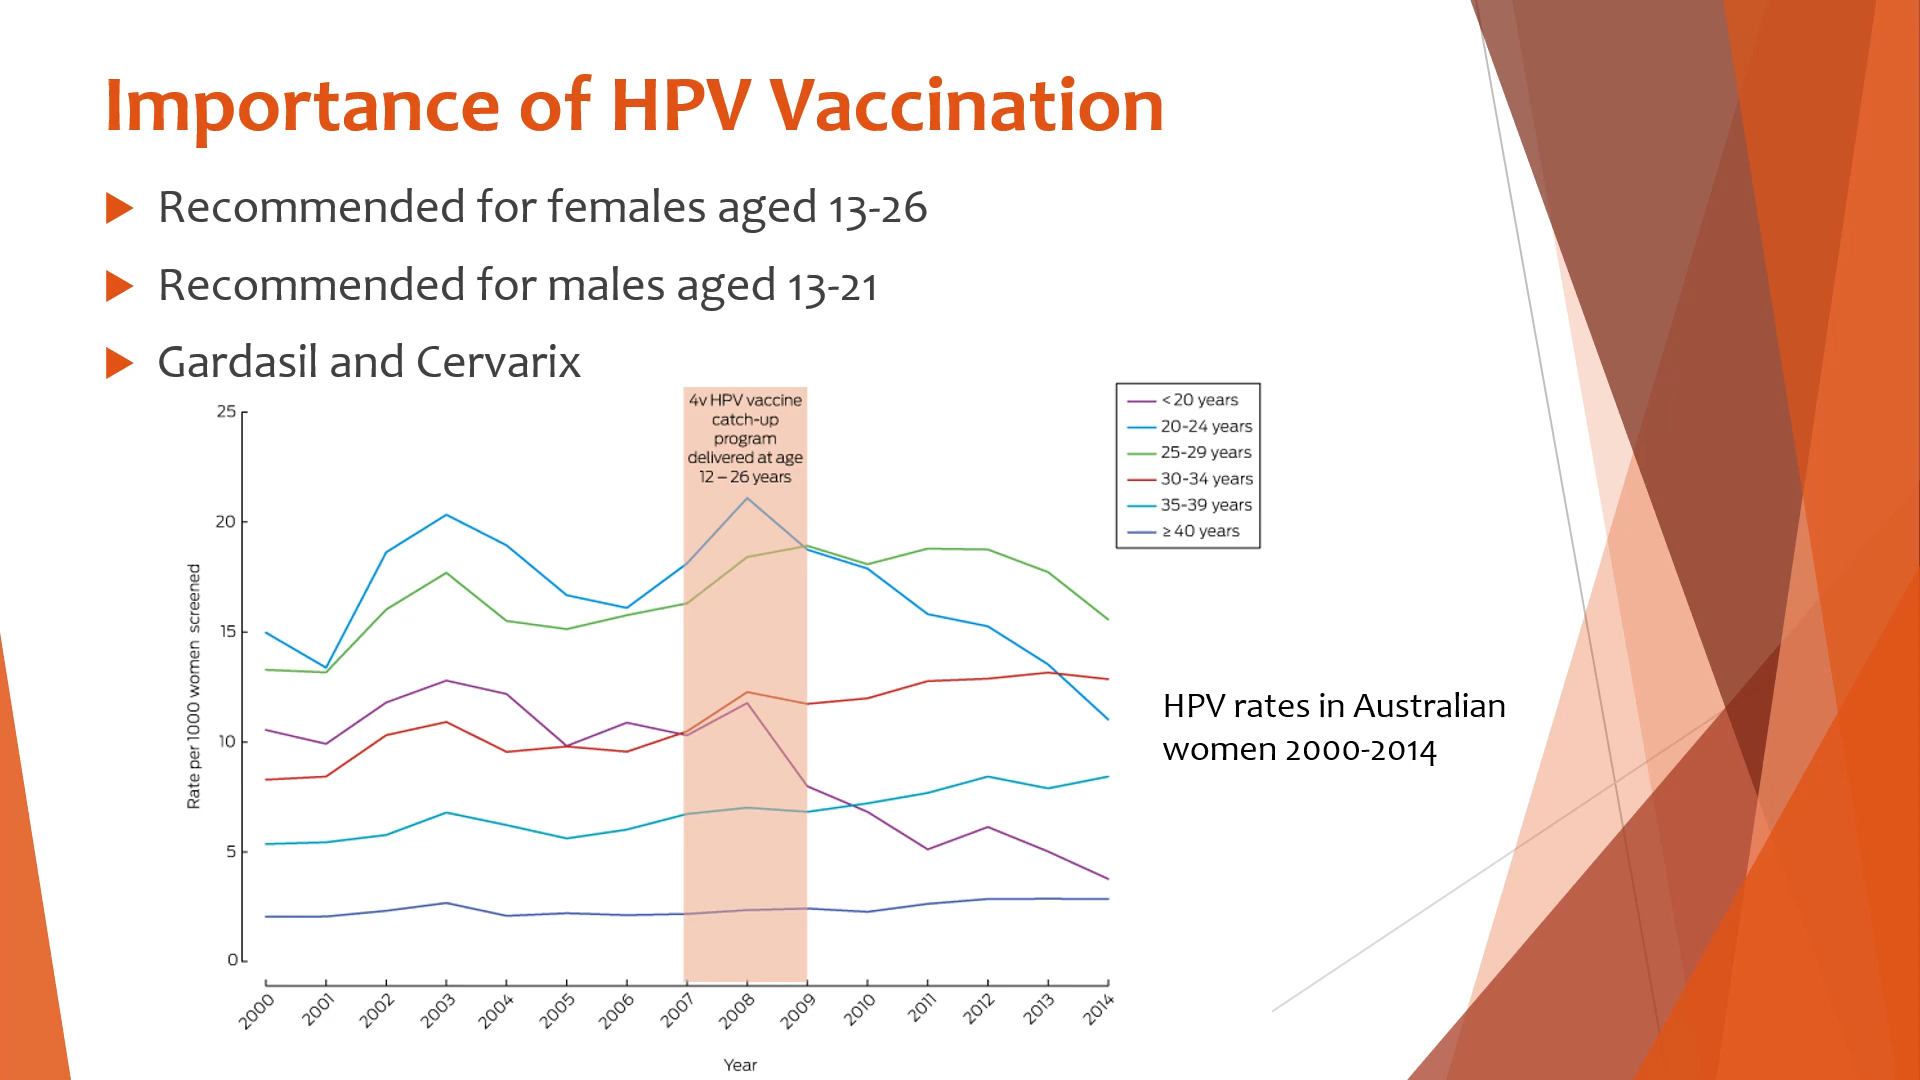 Importance of HPV Vaccination
Recommended for females aged 13-26
Recommended for males aged 13-21
Gardasil and Cervarix
4v HPV vaccine
catch-up
program
delivered at age
12 – 26 years
< 20 years
20-24 years
25-29 years
30-34 years
35-39 years
≥ 40 years
25
20
15
10
5
0
Rate per 1000 women screened
2000
2001
2002
2003
2004
2005
2006
2007
2008
2009
2010
2011
2012
2013
2014
Year
HPV rates in Australian
women 2000-2014